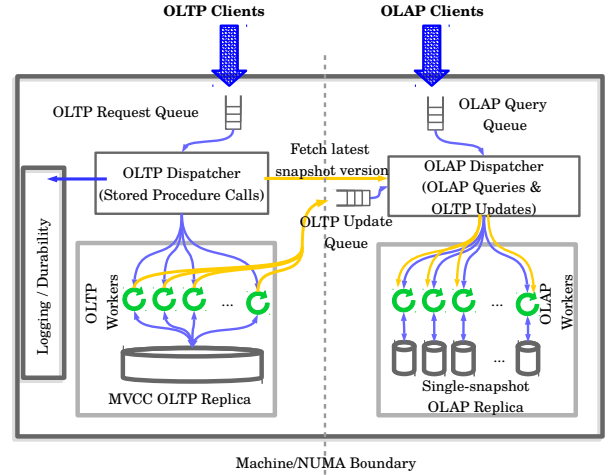 OLTP Clients
OLAP Clients
OLTP Request Queue
OLAP Query
Queue
Fetch latest
snapshot version
OLTP Dispatcher
(Stored Procedure Calls)
OLAP Dispatcher
(OLAP Queries &
OLTP Updates)
OLTP Update
Queue
Logging / Durability
OLTP
Workers
...
MVCC OLTP Replica
OLAP
Workers
...
...
Single-snapshot
OLAP Replica
Machine/NUMA Boundary